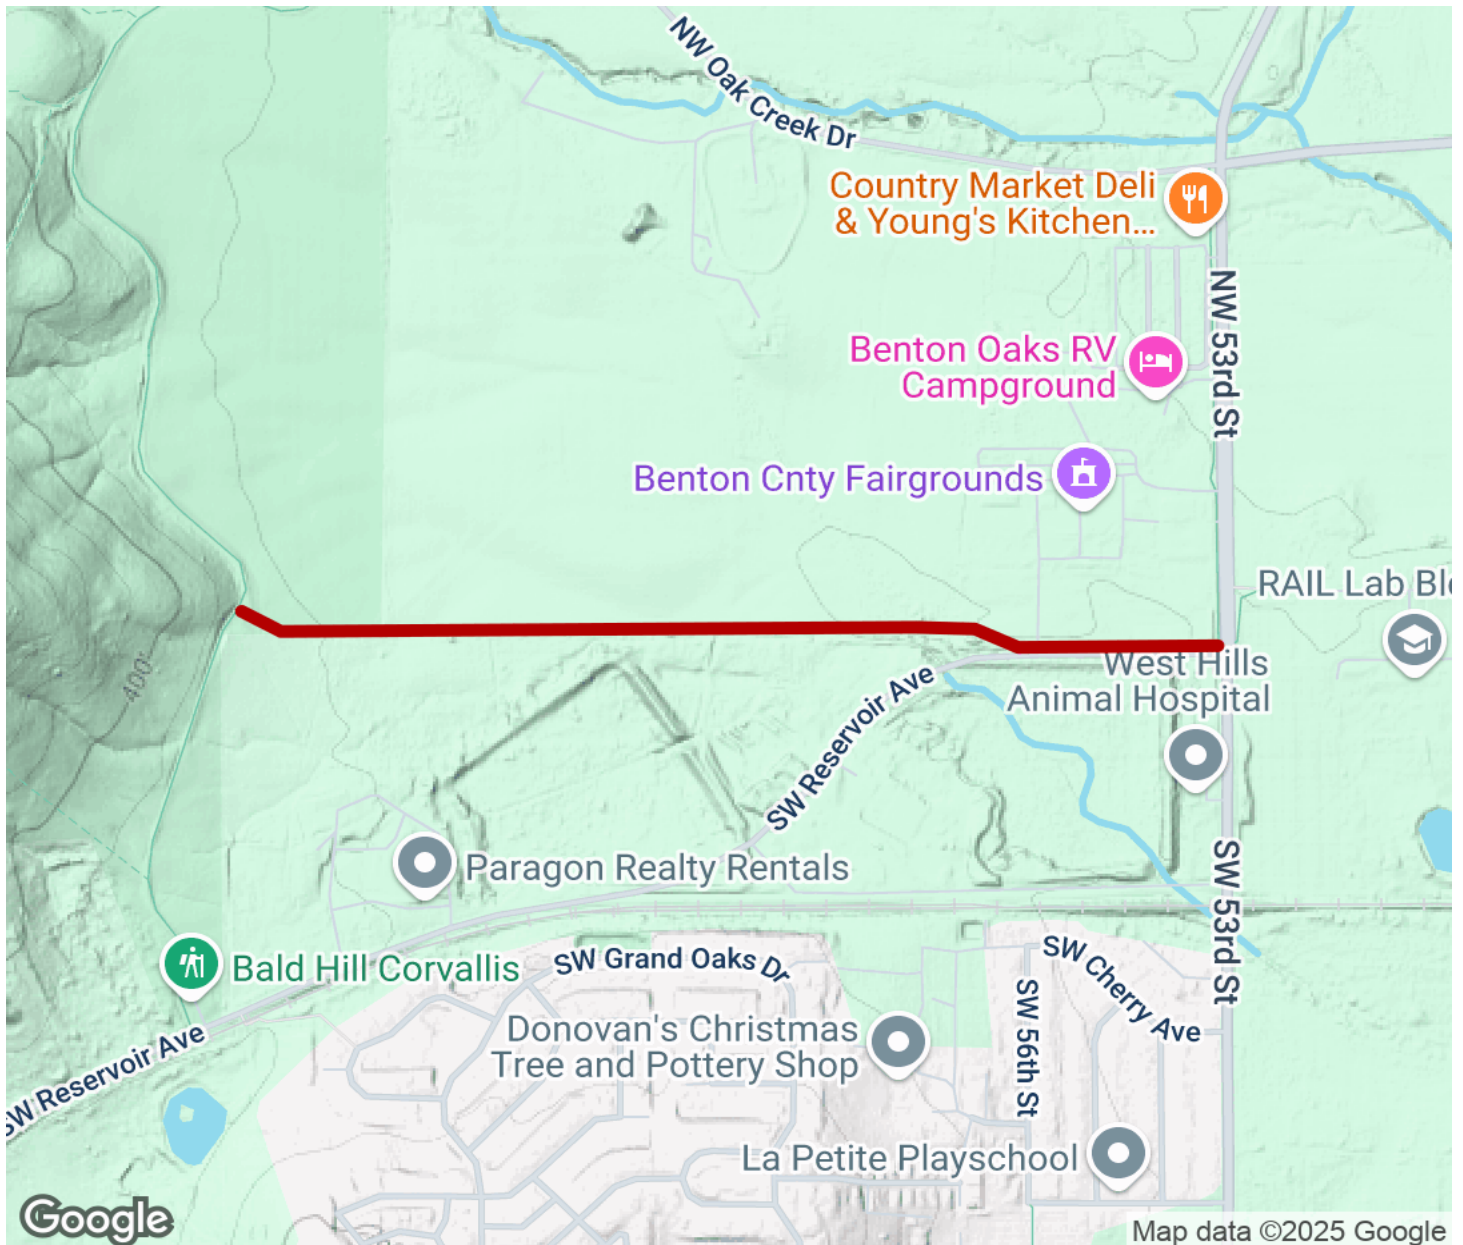 NW Oak Creek Dr
Country Market Deli
& Young's Kitchen...
NW 53rd St
Benton Oaks RV
Campground
Benton Cnty Fairgrounds
RAIL Lab Bl
400'
West Hills
Animal Hospital
SW Reservoir Ave
Paragon Realty Rentals
SW 53rd St
Bald Hill Corvallis
SW Grand Oaks Dr
SW Cherry Ave
SW 56th St
Donovan's Christmas
Tree and Pottery Shop
SW Reservoir Ave
La Petite Playschool
Google
Map data ©2025 Google